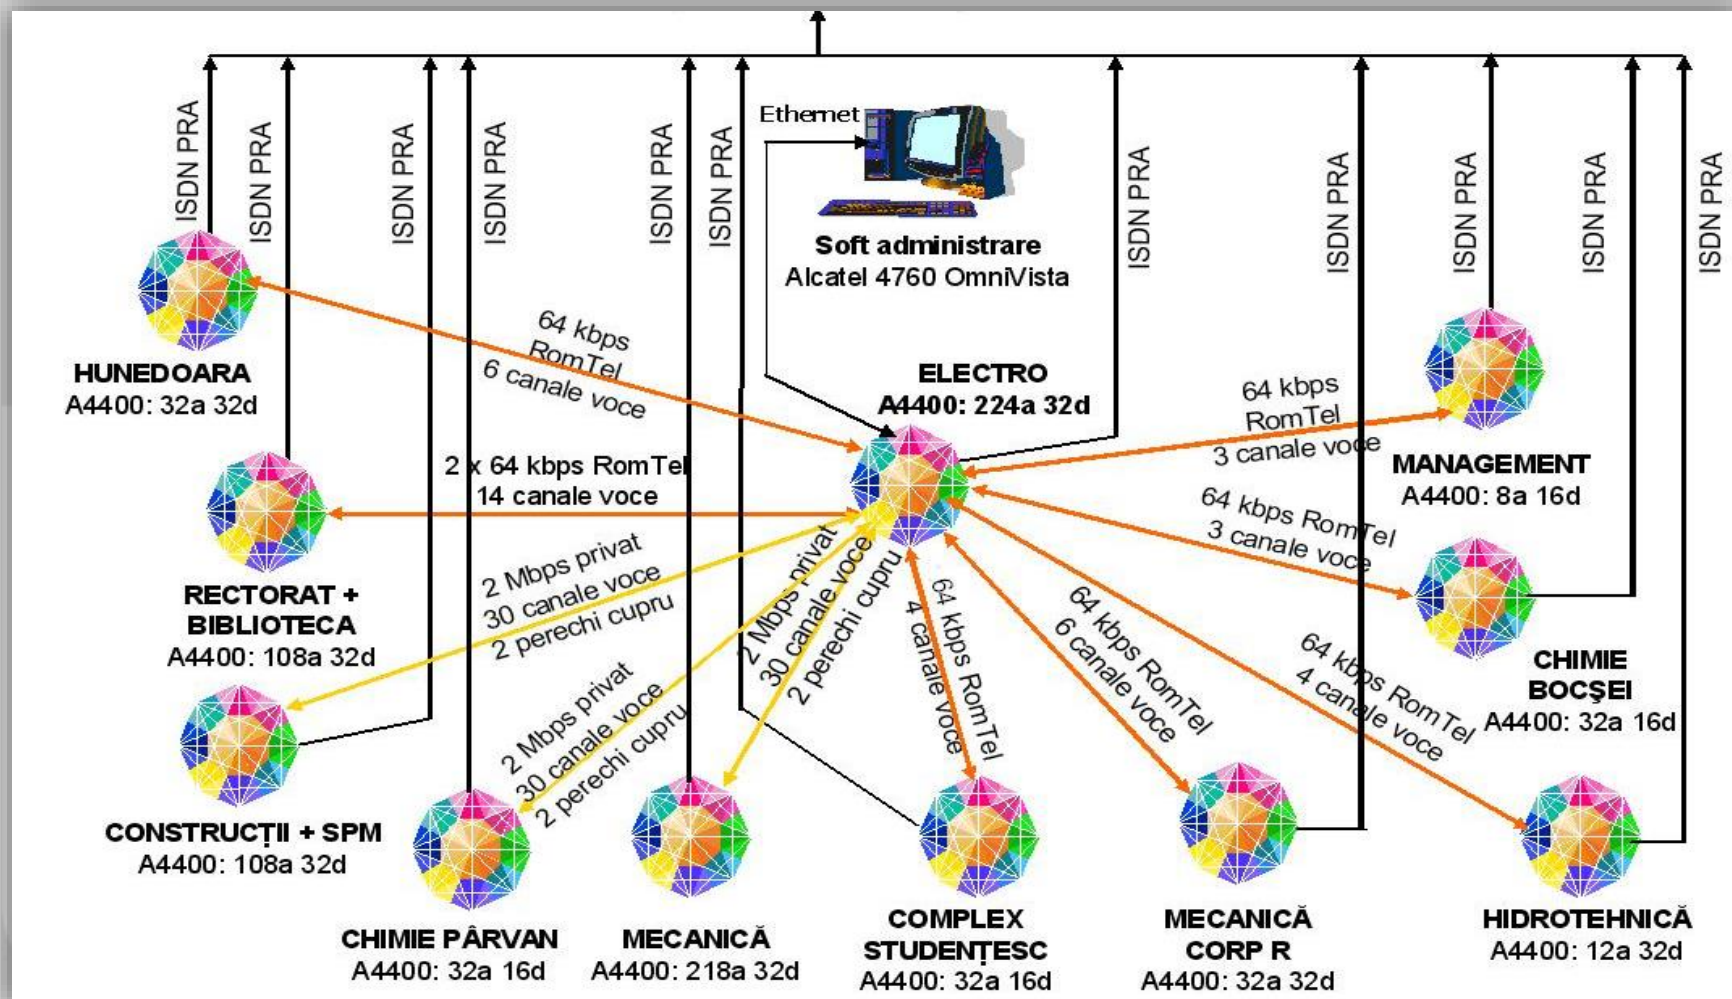 ISDN PRA
ISDN PRA
ISDN PRA
ISDN PRA
ISDN PRA
ISDN PRA
ISDN PRA
ISDN PRA
ISDN PRA
ISDN PRA
ISDN PRA
Ethernet
Soft administrare
Alcatel 4760 OmniVista
HUNEDOARA
A4400: 32a 32d
64 kbps
RomTel
6 canale voce
ELECTRO
A4400: 224a 32d
64 kbps
RomTel
3 canale voce
MANAGEMENT
A4400: 8a 16d
2 x 64 kbps RomTel
14 canale voce
RECTORAT +
BIBLIOTECA
A4400: 108a 32d
64 kbps RomTel
3 canale voce
CHIMIE
BOCŞEI
A4400: 32a 16d
2 Mbps privat
30 canale voce
2 perechi cupru
CONSTRUCŢII + SPM
A4400: 108a 32d
2 Mbps privat
30 canale voce
2 perechi cupru
CHIMIE PÂRVAN
A4400: 32a 16d
2 Mbps privat
30 canale voce
2 perechi cupru
MECANICĂ
A4400: 218a 32d
64 kbps RomTel
4 canale voce
COMPLEX
STUDENŢESC
A4400: 32a 16d
64 kbps RomTel
6 canale voce
MECANICĂ
CORP R
A4400: 32a 32d
64 kbps RomTel
4 canale voce
HIDROTEHNICĂ
A4400: 12a 32d